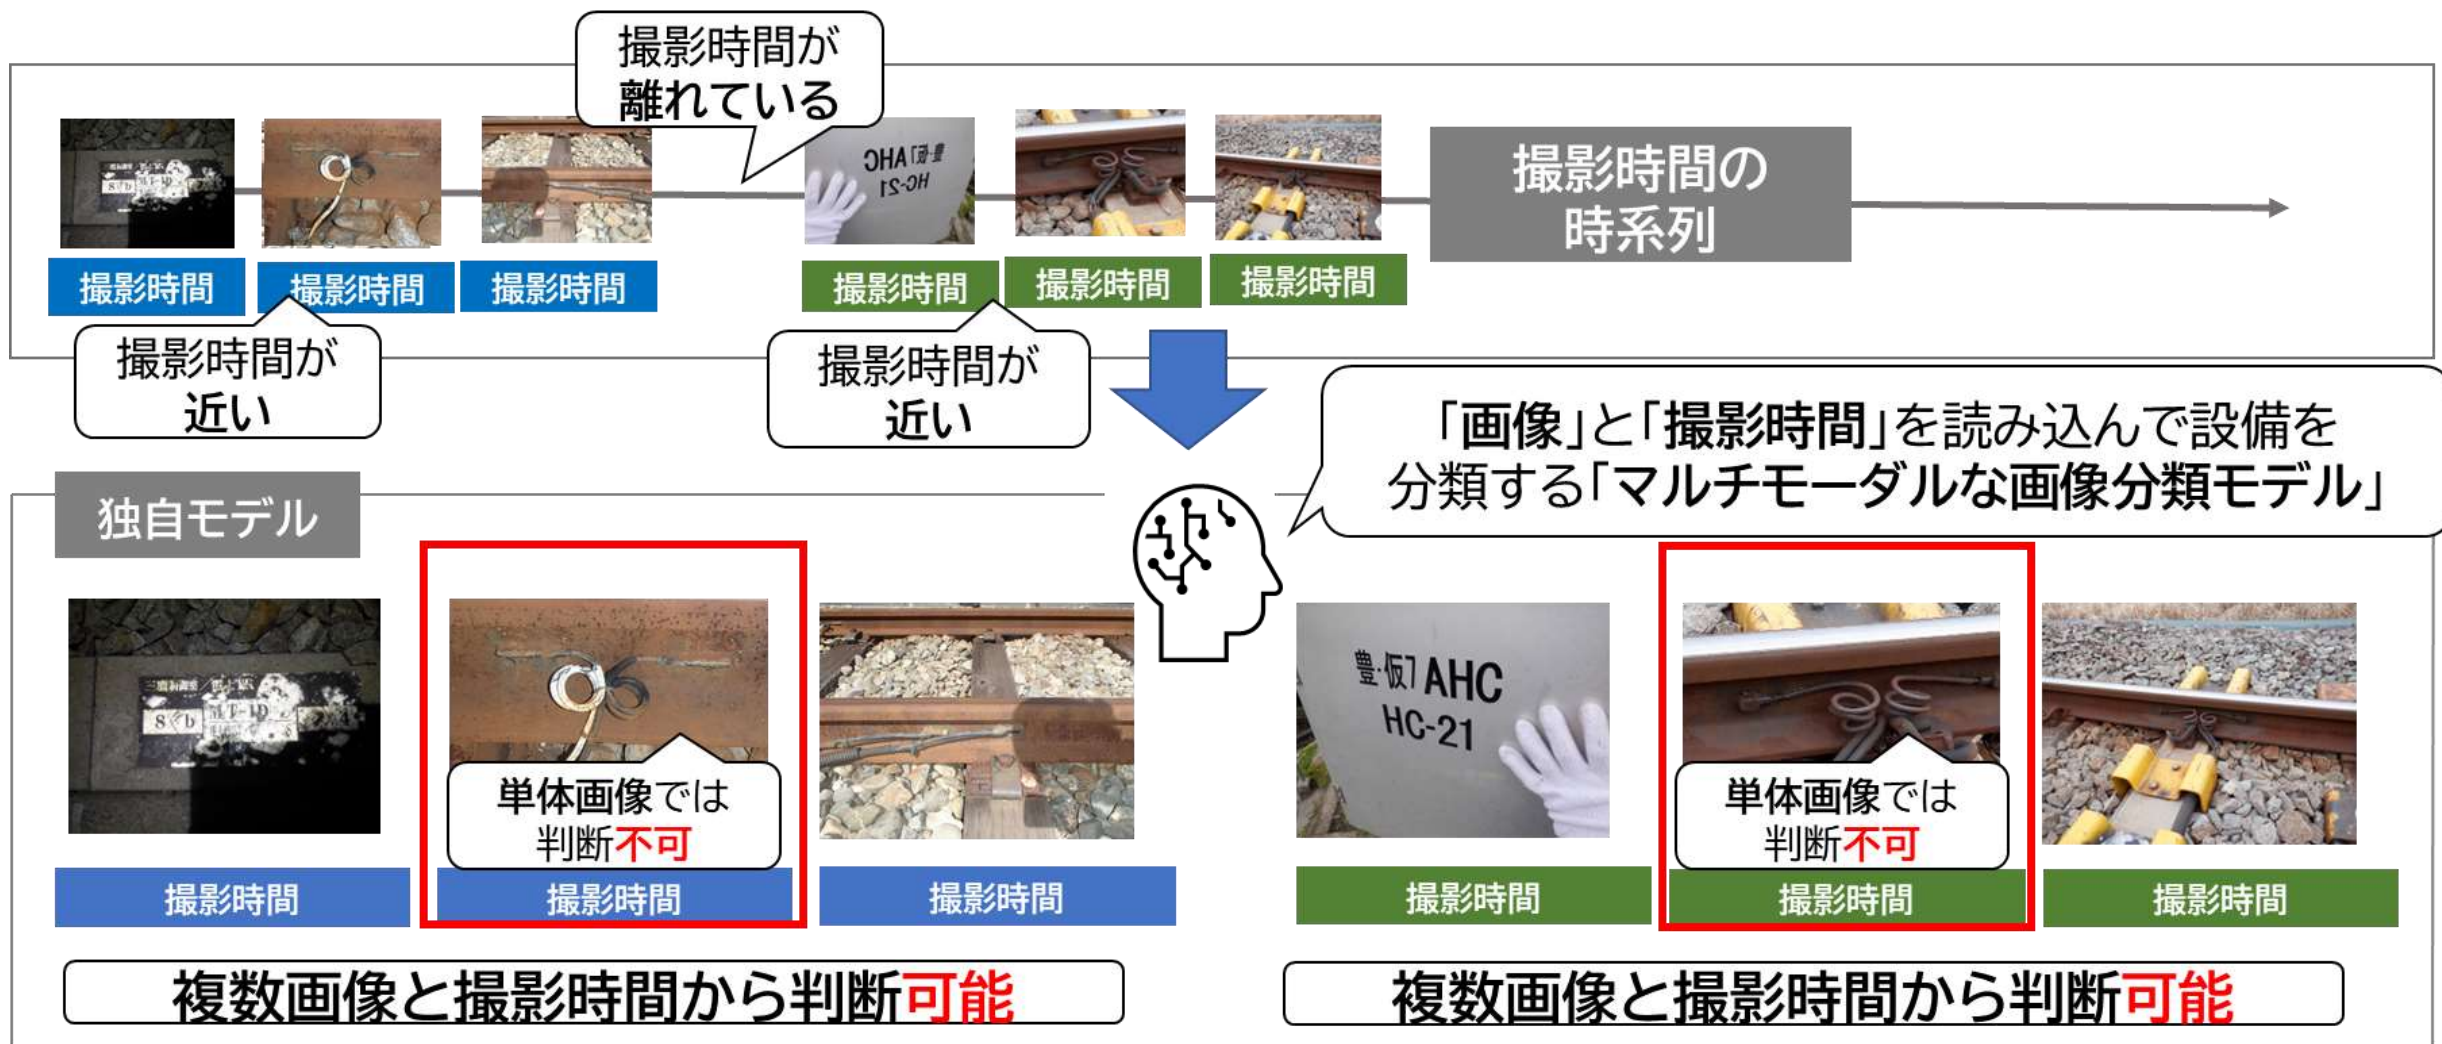 撮影時間が
離れている
豊・仮7 AHC
HC-21
撮影時間の
時系列
撮影時間
撮影時間
撮影時間
撮影時間
撮影時間
撮影時間
撮影時間が
近い
撮影時間が
近い
「画像」と「撮影時間」を読み込んで設備を
分類する「マルチモーダルな画像分類モデル」
独自モデル
MT-1D
豊・仮7 AHC
HC-21
単体画像では
判断不可
単体画像では
判断不可
撮影時間
撮影時間
撮影時間
撮影時間
撮影時間
撮影時間
複数画像と撮影時間から判断可能
複数画像と撮影時間から判断可能